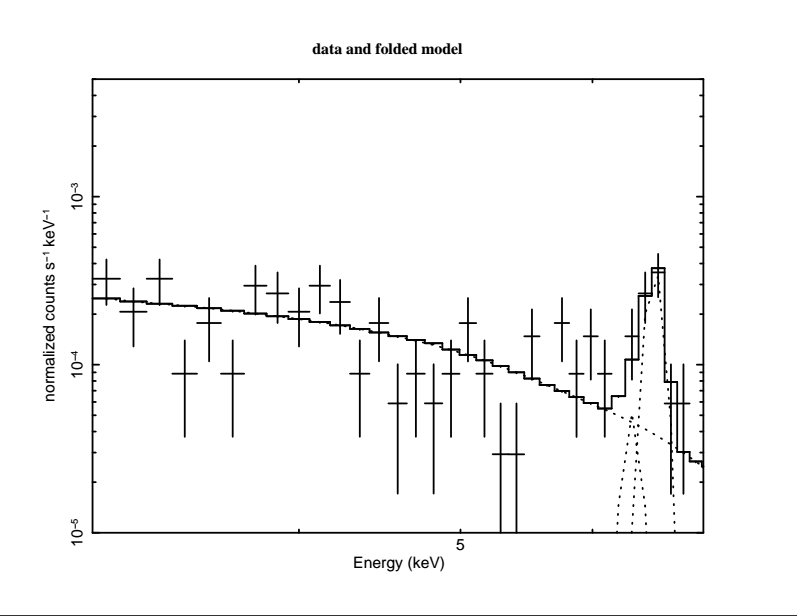 data and folded model
normalized counts s⁻¹ keV⁻¹
10⁻³
10⁻⁴
10⁻⁵
5
Energy (keV)